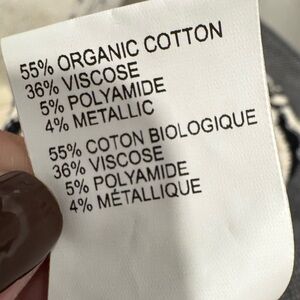 55% ORGANIC COTTON
36% VISCOSE
5% POLYAMIDE
4% METALLIC
55% COTON BIOLOGIQUE
36% VISCOSE
5% POLYAMIDE
4% MÉTALLIQUE